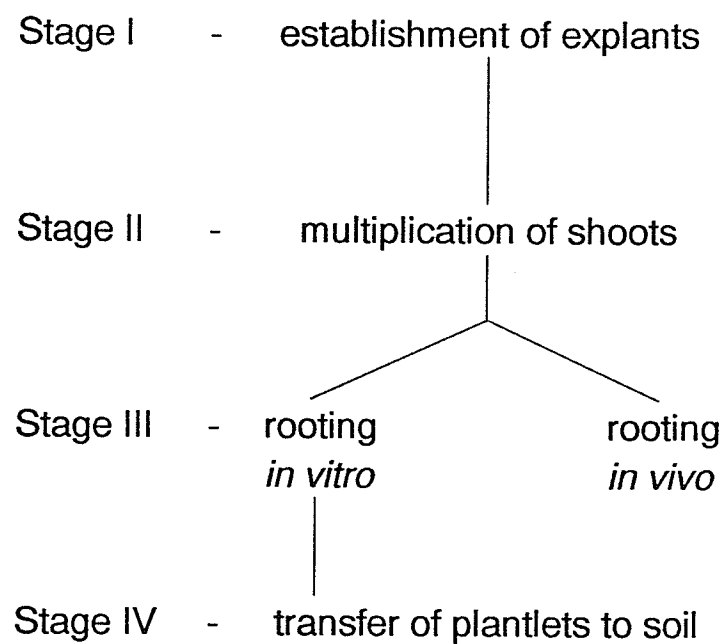 Stage I - establishment of explants
Stage II - multiplication of shoots
Stage III - rooting rooting
in vitro in vivo
Stage IV - transfer of plantlets to soil